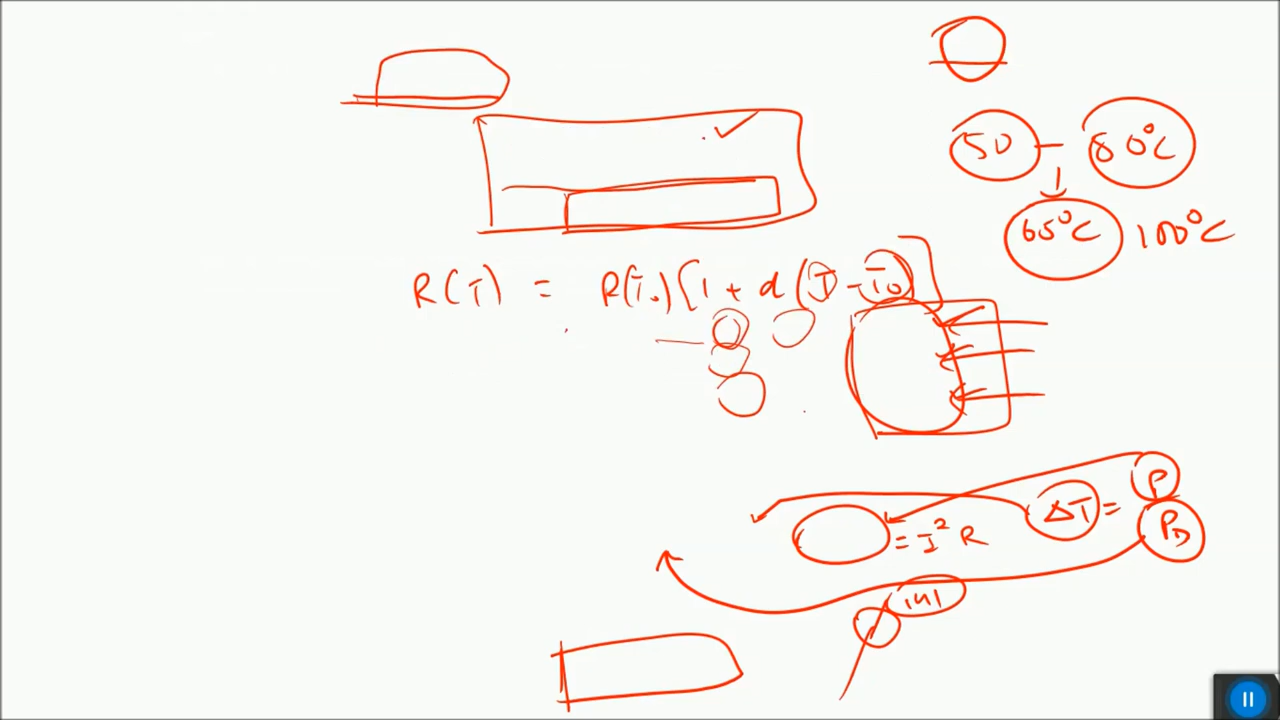 50 - 80°C
65°C 100°C
R(T) = R(T₀)[1 + α(T - T₀)]
ΔT = P
P_D
= I²R